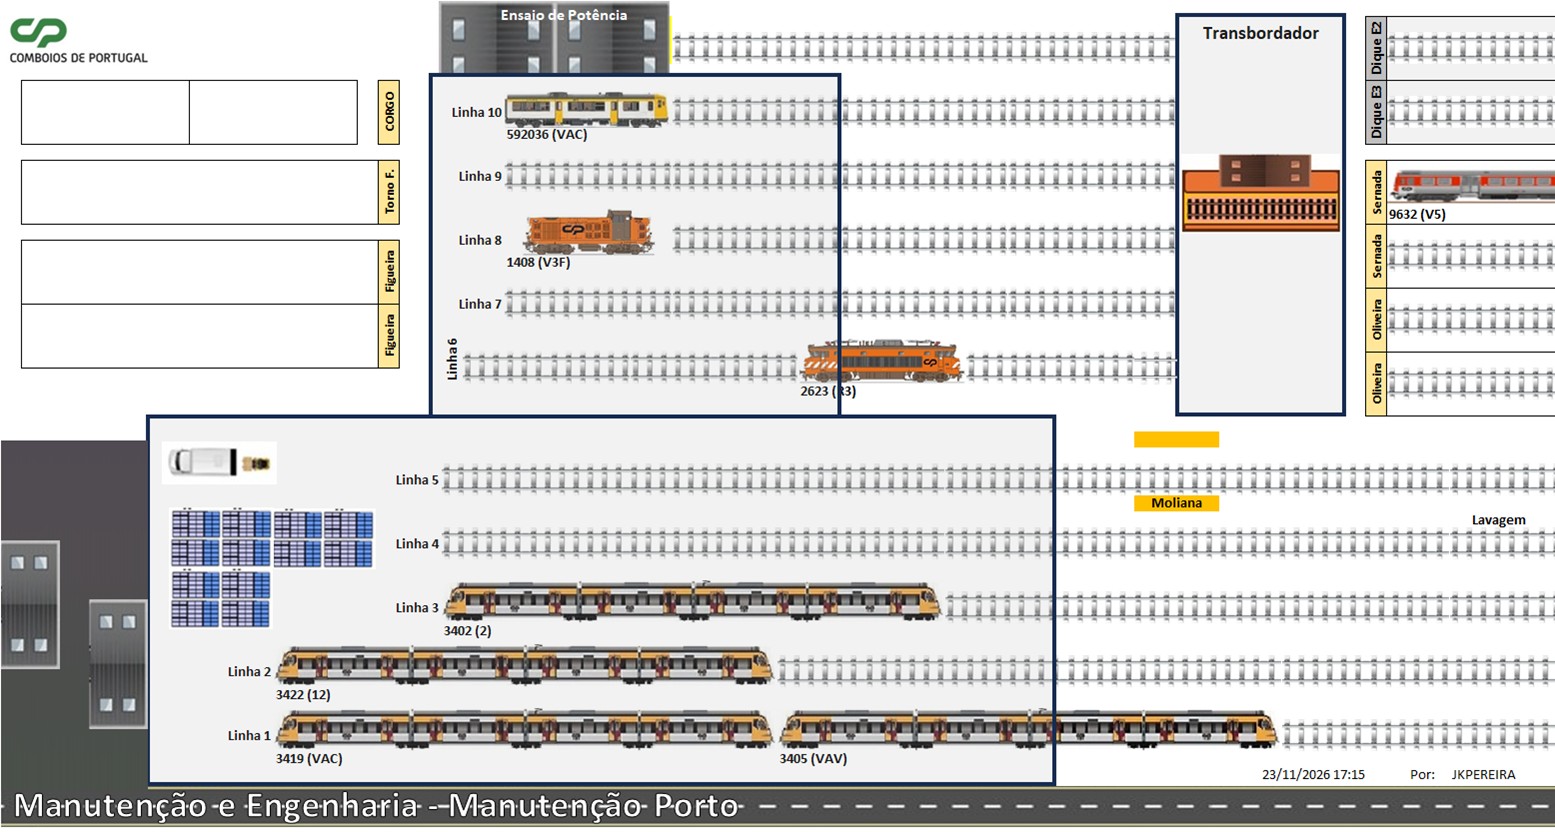 Ensaio de Potência
Transbordador
Dique E2
Dique E3
COMBOIOS DE PORTUGAL
CORGO
Linha 10
592036 (VAC)
Torno F.
Linha 9
Sernada
9632 (V5)
Linha 8
1408 (V3F)
Sernada
Figueira
Linha 7
Oliveira
Figueira
Linha 6
2623 (R3)
Oliveira
Linha 5
Moliana
Lavagem
Linha 4
Linha 3
3402 (2)
Linha 2
3422 (12)
Linha 1
3419 (VAC)
3405 (VAV)
23/11/2026 17:15 Por: JKPEREIRA
Manutenção e Engenharia - Manutenção Porto